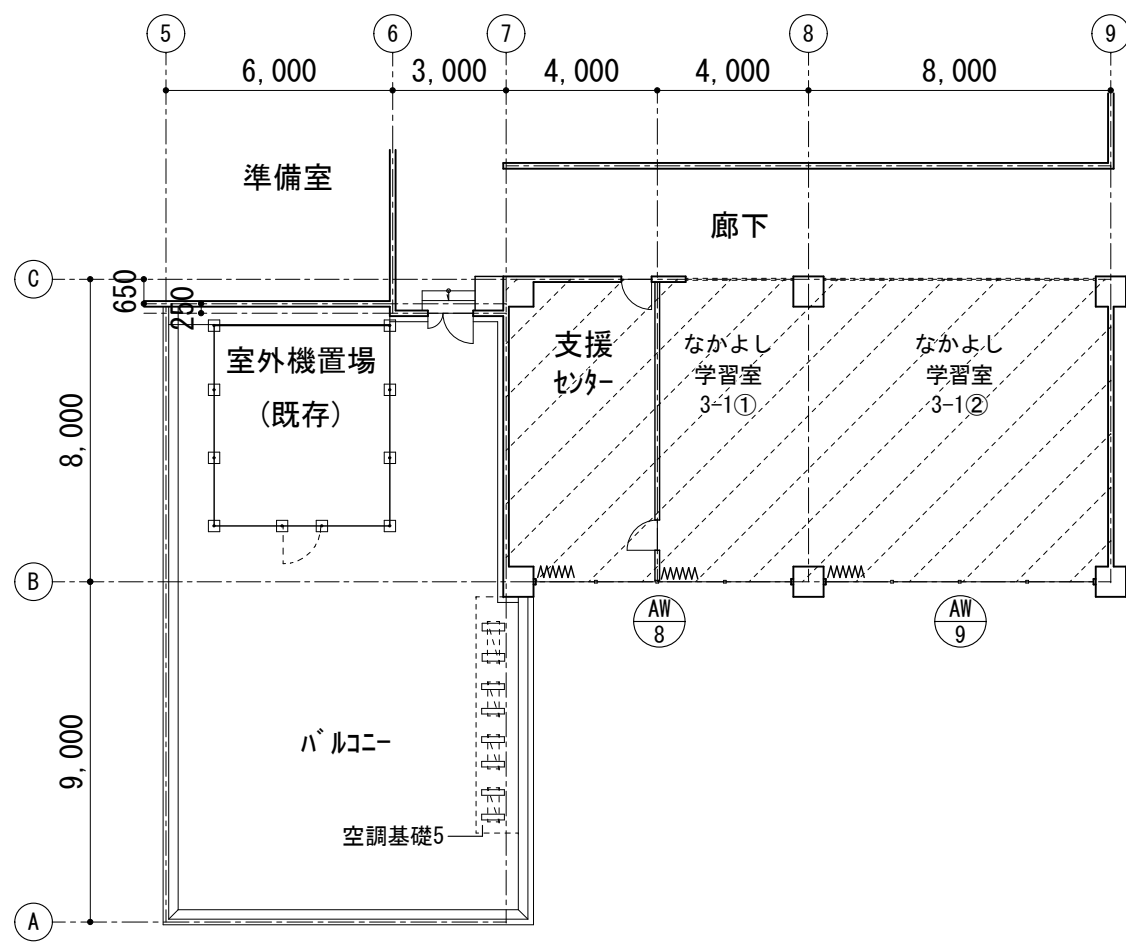 5
6
7
8
9
6,000
3,000
4,000
4,000
8,000
準備室
廊下
C
650
250
室外機置場
(既存)
支援
センター
なかよし
学習室
3-1①
なかよし
学習室
3-1②
8,000
B
AW
8
AW
9
9,000
バルコニー
空調基礎5
A